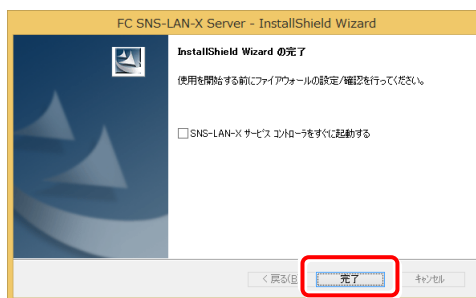 FC SNS-LAN-X Server - InstallShield Wizard
InstallShield Wizard の完了
使用を開始する前にファイアウォールの設定/確認を行ってください。
SNS-LAN-X サービス コントローラをすぐに起動する
< 戻る(B
完了
キャンセル